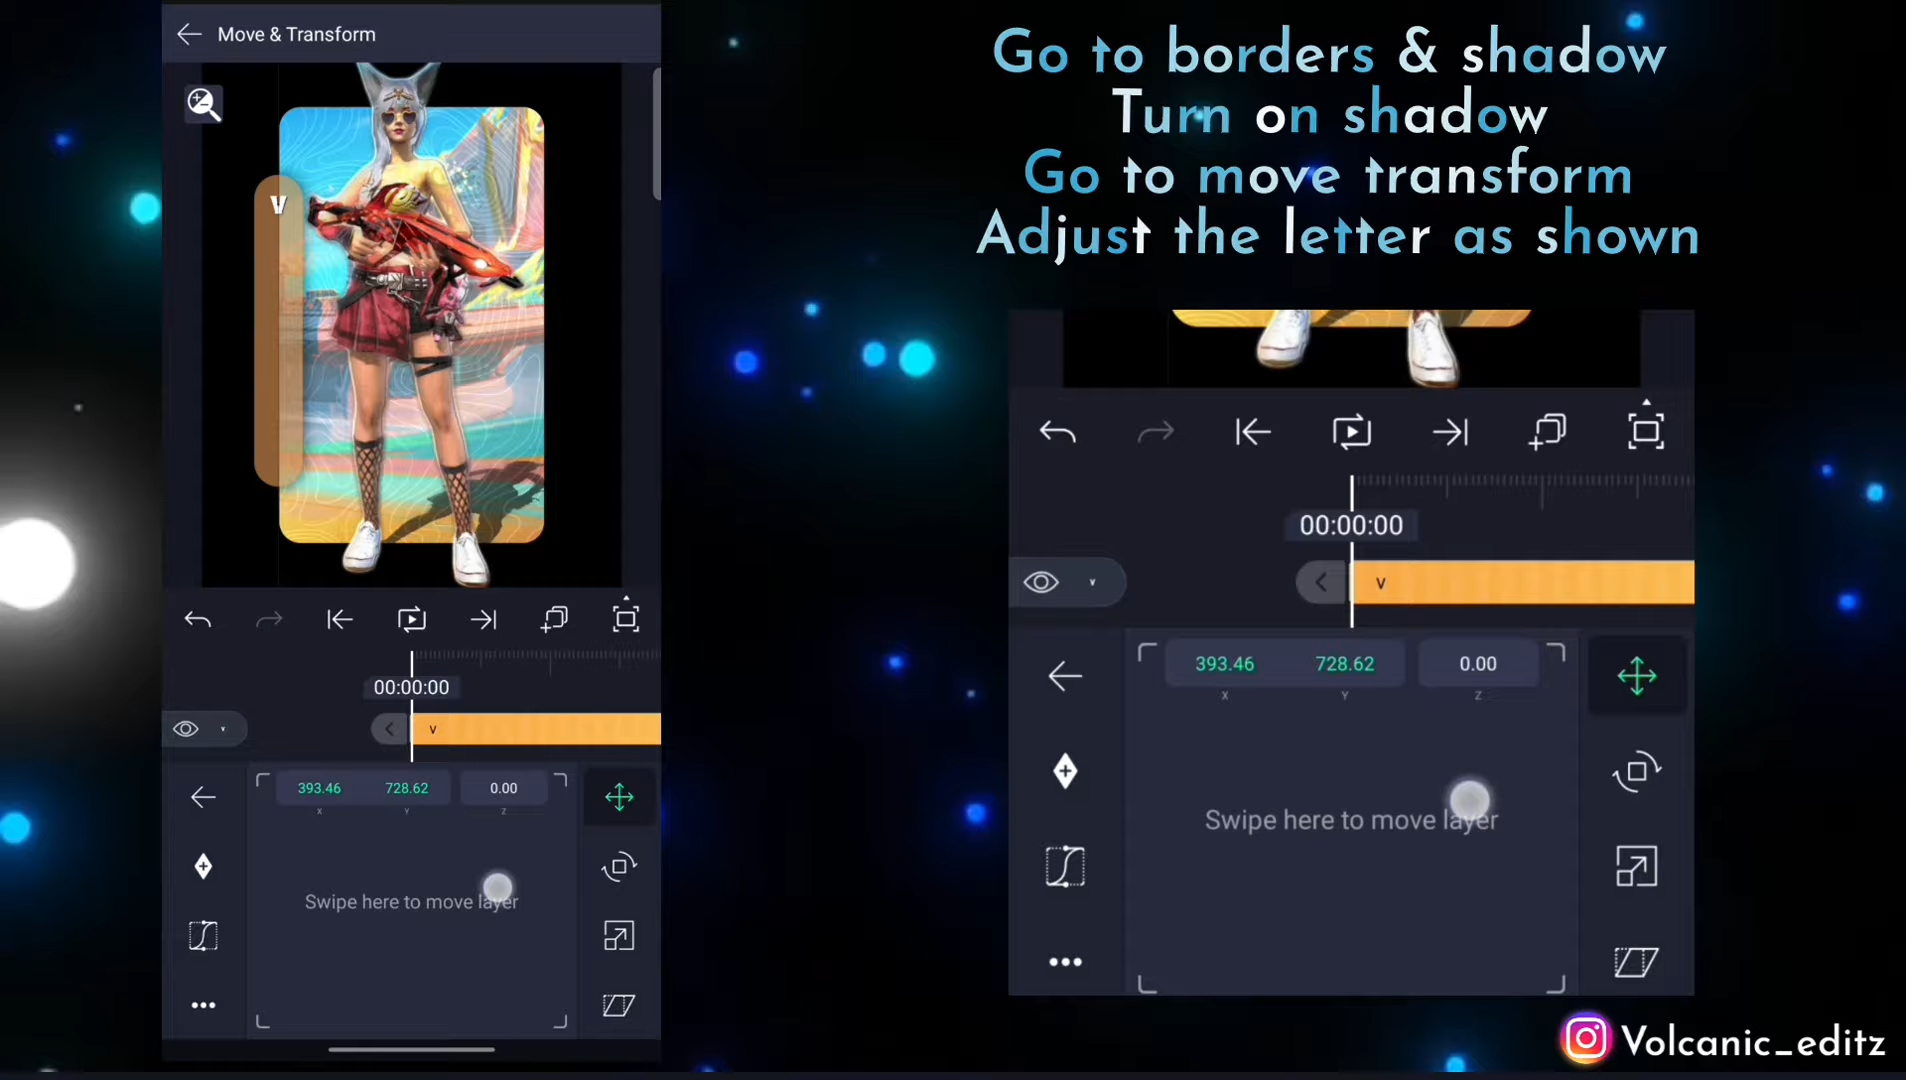 Move & Transform
V
00:00:00
v
v
393.46 728.62 0.00
X Y Z
Swipe here to move layer
Go to borders & shadow
Turn on shadow
Go to move transform
Adjust the letter as shown
00:00:00
v
v
393.46 728.62 0.00
X Y Z
Swipe here to move layer
Volcanic_editz